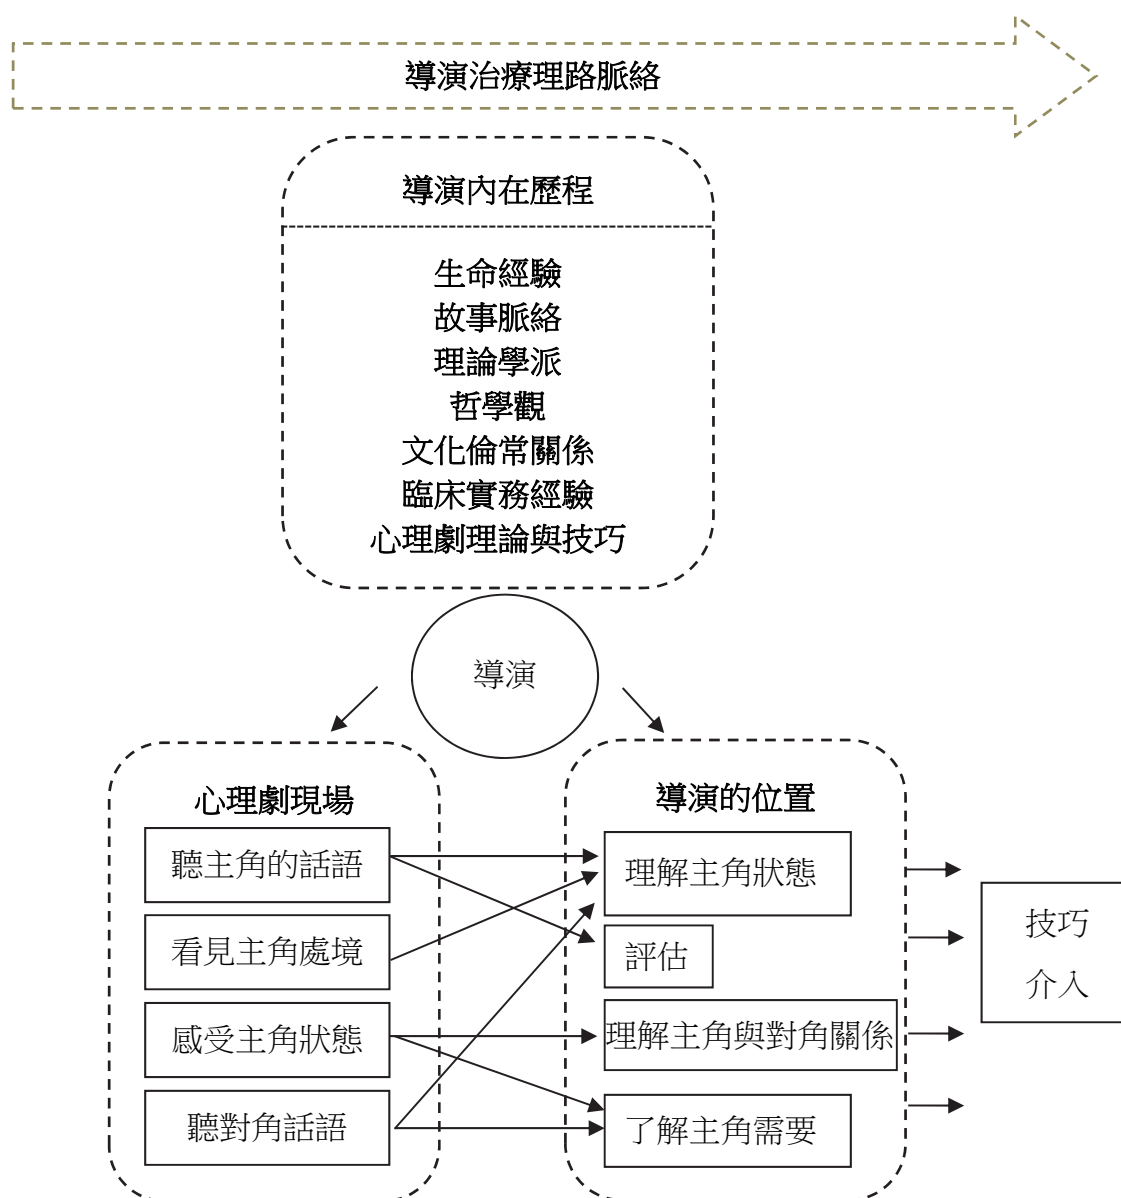 導演治療理路脈絡
導演內在歷程
生命經驗
故事脈絡
理論學派
哲學觀
文化倫常關係
臨床實務經驗
心理劇理論與技巧
導演
心理劇現場
聽主角的話語
看見主角處境
感受主角狀態
聽對角話語
導演的位置
理解主角狀態
評估
理解主角與對角關係
了解主角需要
技巧
介入